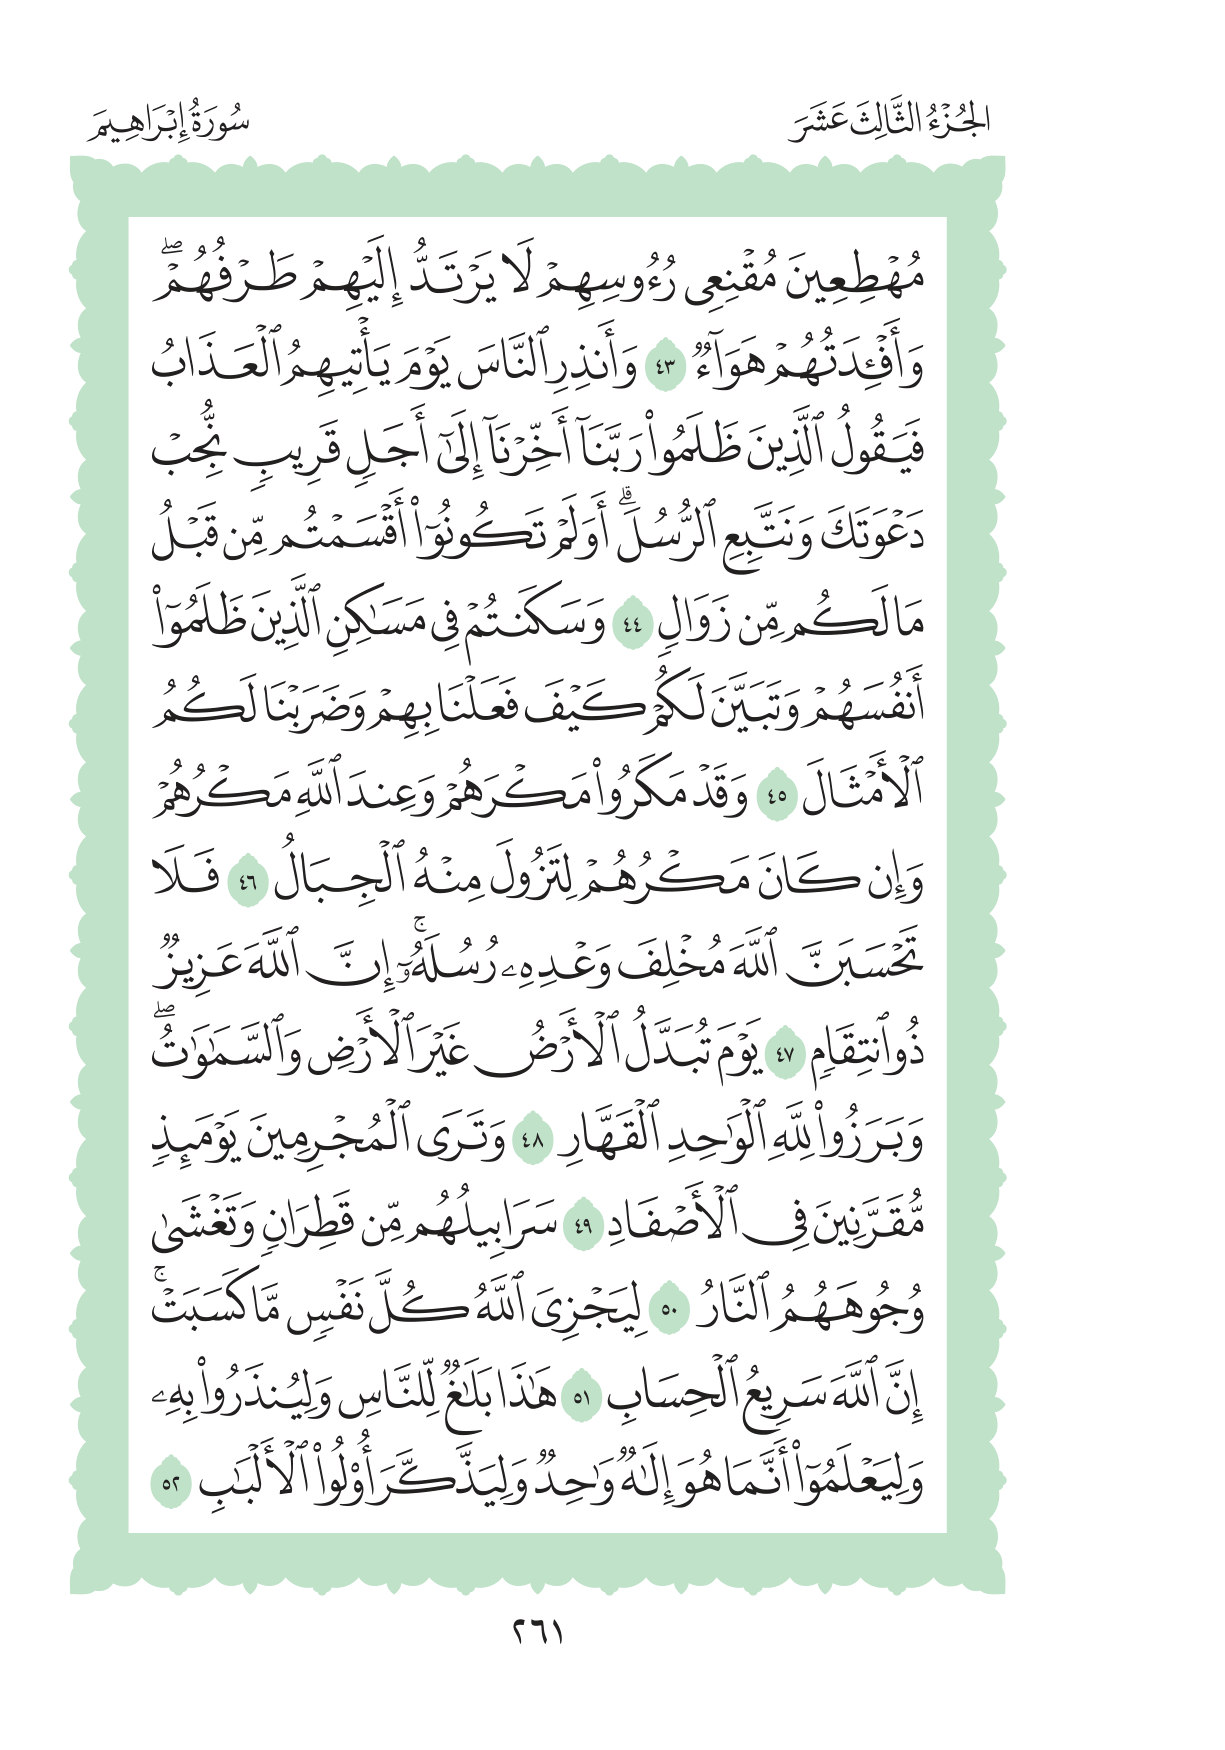 الجُزْءُ الثَّالِثَ عَشَرَ
سُورَةُ إِبْرَاهِيمَ
مُهۡطِعِينَ مُقۡنِعِي رُءُوسِهِمۡ لَا يَرۡتَدُّ إِلَيۡهِمۡ طَرۡفُهُمۡۖ
وَأَفۡـِٔدَتُهُمۡ هَوَآءٞ ٤٣ وَأَنذِرِ ٱلنَّاسَ يَوۡمَ يَأۡتِيهِمُ ٱلۡعَذَابُ
فَيَقُولُ ٱلَّذِينَ ظَلَمُواْ رَبَّنَآ أَخِّرۡنَآ إِلَىٰٓ أَجَلٖ قَرِيبٖ نُّجِبۡ
دَعۡوَتَكَ وَنَتَّبِعِ ٱلرُّسُلَۗ أَوَلَمۡ تَكُونُوٓاْ أَقۡسَمۡتُم مِّن قَبۡلُ
مَا لَكُم مِّن زَوَالٖ ٤٤ وَسَكَنتُمۡ فِي مَسَٰكِنِ ٱلَّذِينَ ظَلَمُوٓاْ
أَنفُسَهُمۡ وَتَبَيَّنَ لَكُمۡ كَيۡفَ فَعَلۡنَا بِهِمۡ وَضَرَبۡنَا لَكُمُ
ٱلۡأَمۡثَالَ ٤٥ وَقَدۡ مَكَرُواْ مَكۡرَهُمۡ وَعِندَ ٱللَّهِ مَكۡرُهُمۡ
وَإِن كَانَ مَكۡرُهُمۡ لِتَزُولَ مِنۡهُ ٱلۡجِبَالُ ٤٦ فَلَا
تَحۡسَبَنَّ ٱللَّهَ مُخۡلِفَ وَعۡدِهِۦ رُسُلَهُۥٓۚ إِنَّ ٱللَّهَ عَزِيزٞ
ذُو ٱنتِقَامٖ ٤٧ يَوۡمَ تُبَدَّلُ ٱلۡأَرۡضُ غَيۡرَ ٱلۡأَرۡضِ وَٱلسَّمَٰوَٰتُۖ
وَبَرَزُواْ لِلَّهِ ٱلۡوَٰحِدِ ٱلۡقَهَّارِ ٤٨ وَتَرَى ٱلۡمُجۡرِمِينَ يَوۡمَئِذٖ
مُّقَرَّنِينَ فِي ٱلۡأَصۡفَادِ ٤٩ سَرَابِيلُهُم مِّن قَطِرَانٖ وَتَغۡشَىٰ
وُجُوهَهُمُ ٱلنَّارُ ٥٠ لِيَجۡزِيَ ٱللَّهُ كُلَّ نَفۡسٖ مَّا كَسَبَتۡۚ
إِنَّ ٱللَّهَ سَرِيعُ ٱلۡحِسَابِ ٥١ هَٰذَا بَلَٰغٞ لِّلنَّاسِ وَلِيُنذَرُواْ بِهِۦ
وَلِيَعۡلَمُوٓاْ أَنَّمَا هُوَ إِلَٰهٞ وَٰحِدٞ وَلِيَذَّكَّرَ أُوْلُواْ ٱلۡأَلۡبَٰبِ ٥٢
٢٦١